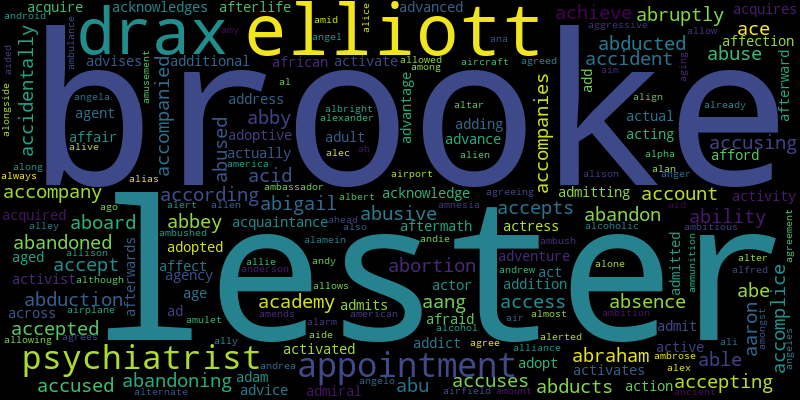 acquire acknowledges afterlife amid alice advanced achieve abruptly acquires
android drax amy angel elliott aggressive allow ace
accidentally aided ambulance advises additional african activate allowed ana agreed abducted affection
alongside amusement al among aircraft accident abuse
brooke
angela address albright advantage altar add aim aging align already afterward
agent accompanied abused abby alexander adding accompanies actual alpha
affair adoptive adult advance acting accusing
alive actually alec ah alien alan afford
always along alias america acid airport alison anger
accompany according ambassador albert acknowledge agreeing admitting account aid activity
acquired ago alert allen abigail amnesia accepts abandon ability ambitious
alley aboard abbey ambushed acquaintance ahead also abusive aftermath actress alcoholic agreement
abandoned afterwards adopted alamein andie ambush admitted
lester
aged allison affect allie andy abortion adventure alone alter
activist accept agency anderson actor andrew act ammunition alfred
although abduction age allows aang addition access absence abe accomplice
across airplane amulet ad academy admits afraid air almost ambition aaron amongst
accepted amends alarm american alcohol admit
allowing agrees ally aide activated addict agree alliance alerted active ali angeles
psychiatrist andrea appointment adopt abraham able ambrose
accused abandoning adam angelo abu accuses activates alex
alternate advice admiral airfield amount abducts action accepting ancient